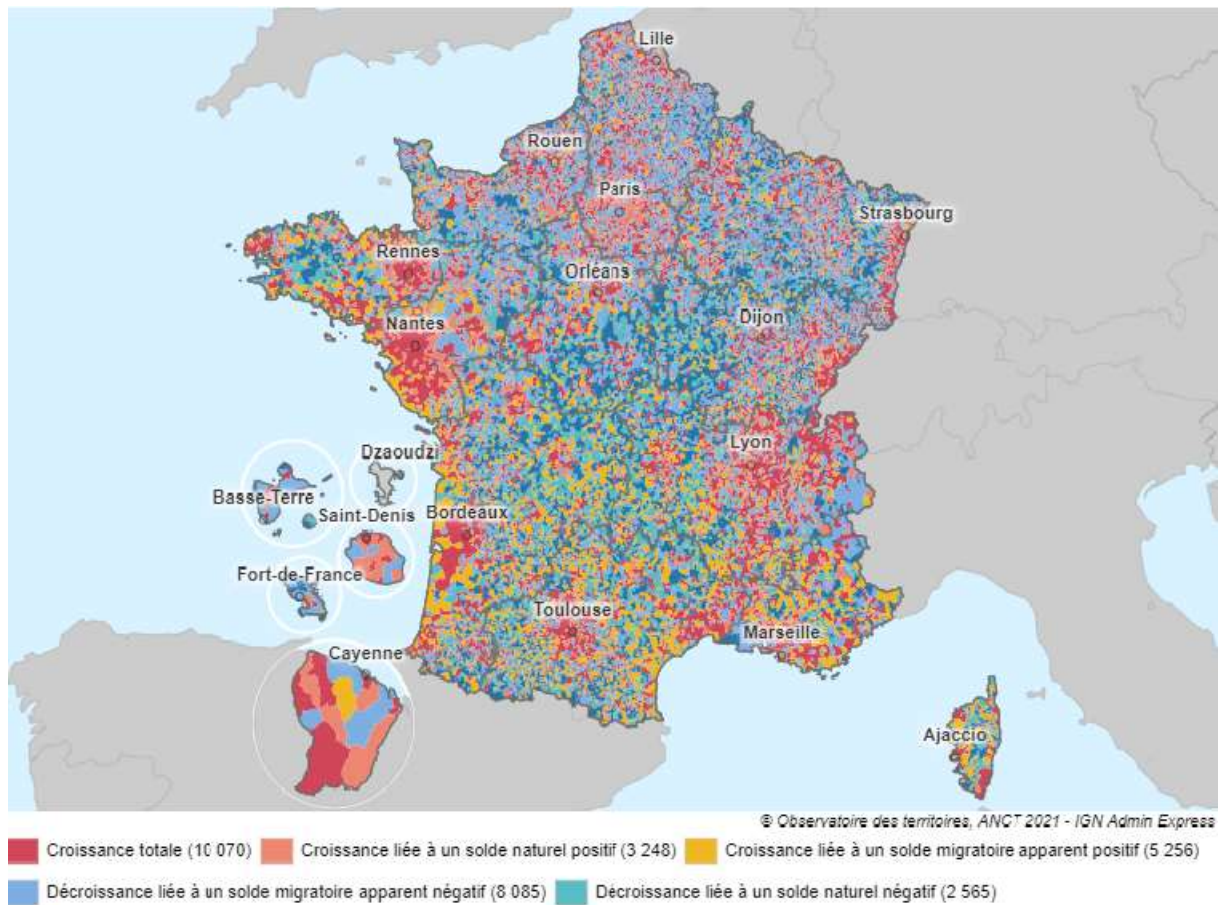 Lille
Rouen
Paris
Strasbourg
Rennes
Orléans
Nantes
Dijon
Lyon
Dzaoudzi
Basse-Terre
Saint-Denis
Bordeaux
Fort-de-France
Toulouse
Marseille
Cayenne
Ajaccio
© Observatoire des territoires, ANCT 2021 - IGN Admin Express
Croissance totale (10 070) Croissance liée à un solde naturel positif (3 248) Croissance liée à un solde migratoire apparent positif (5 256)
Décroissance liée à un solde migratoire apparent négatif (8 085) Décroissance liée à un solde naturel négatif (2 565)